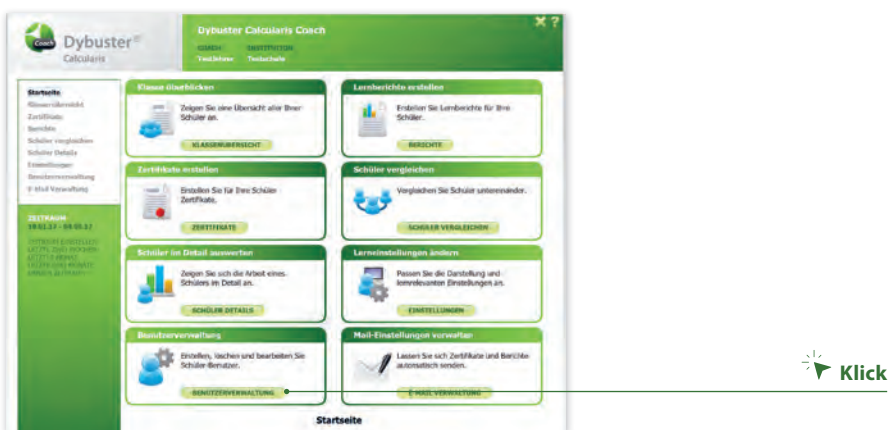 Coach Dybuster®
Calcularis
Dybuster Calcularis Coach
COACH INSTITUTION
Testlehrer Testschule
Startseite
Klassenübersicht
Zertifikate
Berichte
Schüler vergleichen
Schüler Details
Einstellungen
Benutzerverwaltung
E-Mail Verwaltung
ZEITRAUM
Klasse überblicken
Zeigen Sie eine Übersicht aller Ihrer
Schüler an.
KLASSENÜBERSICHT
Lernberichte erstellen
Erstellen Sie Lernberichte für Ihre
Schüler.
BERICHTE
Zertifikate erstellen
Erstellen Sie für Ihre Schüler
Zertifikate.
ZERTIFIKATE
Schüler vergleichen
Vergleichen Sie Schüler untereinander.
SCHÜLER VERGLEICHEN
Schüler im Detail auswerten
Zeigen Sie sich die Arbeit eines
Schülers im Detail an.
SCHÜLER DETAILS
Lerneinstellungen ändern
Passen Sie die Darstellung und
lernrelevanten Einstellungen an.
EINSTELLUNGEN
Benutzerverwaltung
Erstellen, löschen und bearbeiten Sie
Schüler-Benutzer.
BENUTZERVERWALTUNG
Mail-Einstellungen verwalten
Lassen Sie sich Zertifikate und Berichte
automatisch senden.
E-MAIL VERWALTUNG
Startseite
Klick